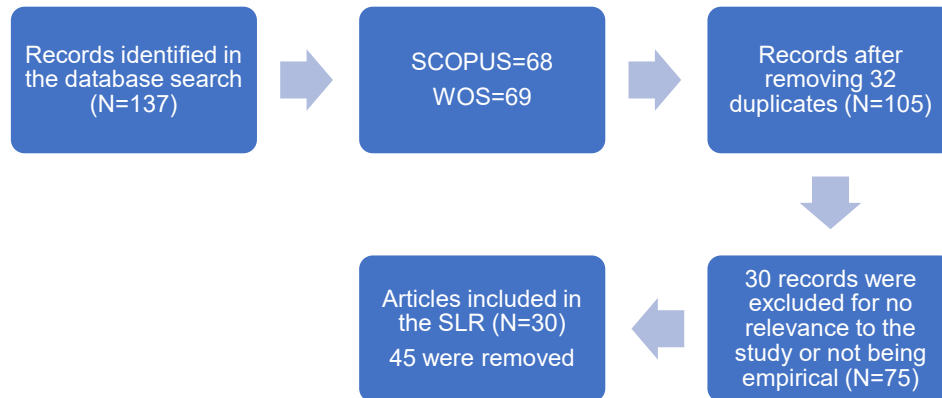 Records identified in
the database search
(N=137)
SCOPUS=68
WOS=69
Records after
removing 32
duplicates (N=105)
30 records were
excluded for no
relevance to the
study or not being
empirical (N=75)
Articles included in
the SLR (N=30)
45 were removed